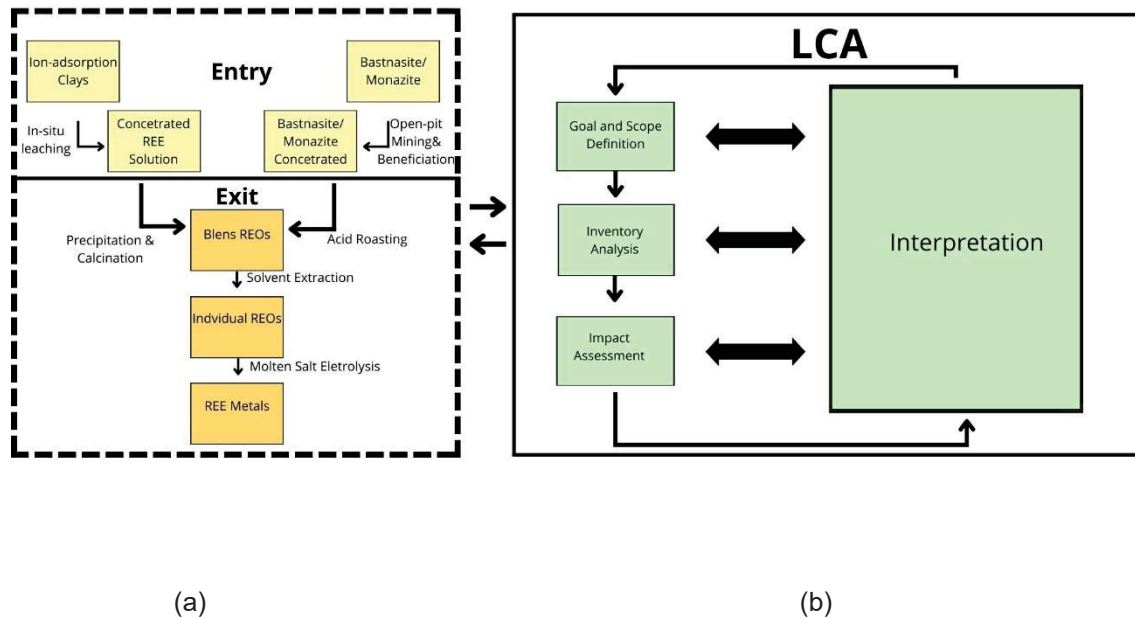 Entry
Ion-adsorption
Clays
Bastnasite/
Monazite
In-situ
leaching
Concetrated
REE
Solution
Bastnasite/
Monazite
Concetrated
Open-pit
Mining&
Beneficiation
Exit
Precipitation &
Calcination
Blens REOs
Acid Roasting
Solvent Extraction
Indvidual REOs
Molten Salt Eletrolysis
REE Metals
(a)
LCA
Goal and Scope
Definition
Inventory
Analysis
Impact
Assessment
Interpretation
(b)